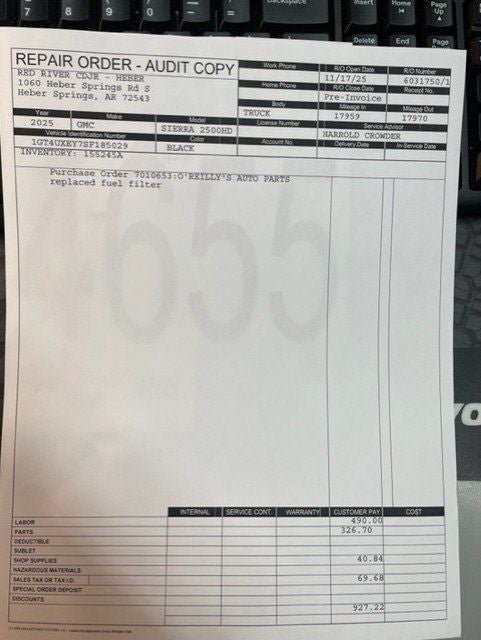 7
8
9
0
-
=
Backspace
Insert
Home
Page
Up
Delete
End
Page
Down
REPAIR ORDER - AUDIT COPY
Work Phone
R/O Open Date
R/O Number
RED RIVER CDJR - HEBER
11/17/25
6031750/1
1060 Heber Springs Rd S
Home Phone
R/O Close Date
Receipt No.
Heber Springs, AR 72543
Pre-Invoice
Body
Mileage In
Mileage Out
TRUCK
17959
17970
Year
Make
Model
License Number
Service Advisor
2025
GMC
SIERRA 2500HD
HARROLD CROWDER
Vehicle Identification Number
Color
Account No.
Delivery Date
In-Service Date
1GT4UXEY7SF185029
BLACK
INVENTORY: 155245A
Purchase Order 7010653:O'REILLY'S AUTO PARTS
replaced fuel filter
INTERNAL
SERVICE CONT.
WARRANTY
CUSTOMER PAY
COST
LABOR
490.00
PARTS
326.70
DEDUCTIBLE
SUBLET
SHOP SUPPLIES
40.84
HAZARDOUS MATERIALS
SALES TAX OR TAX I.D.
69.68
SPECIAL ORDER DEPOSIT
DISCOUNTS
927.22